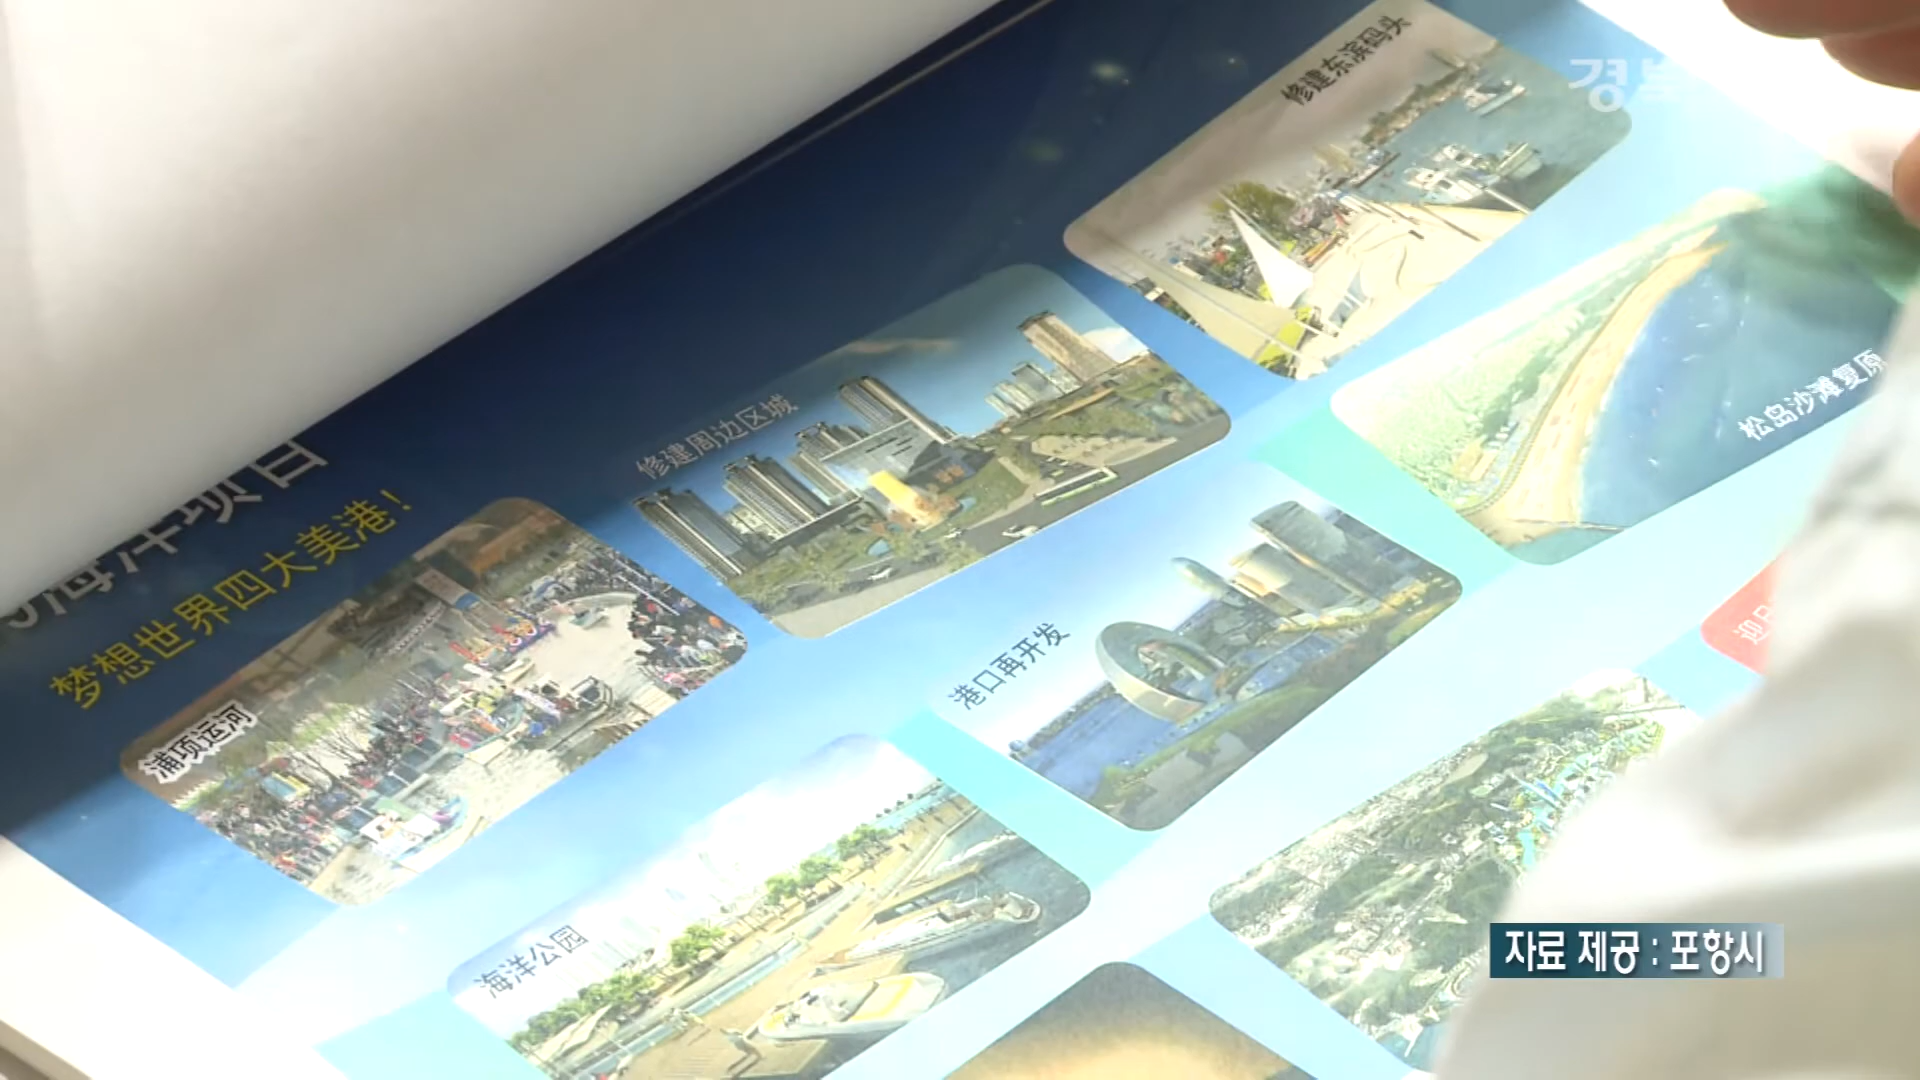 海洋项目
梦想世界四大美港!
浦项运河
修建周边区域
修建东滨码头
松岛沙滩复原
港口再开发
海洋公园
자료 제공 : 포항시